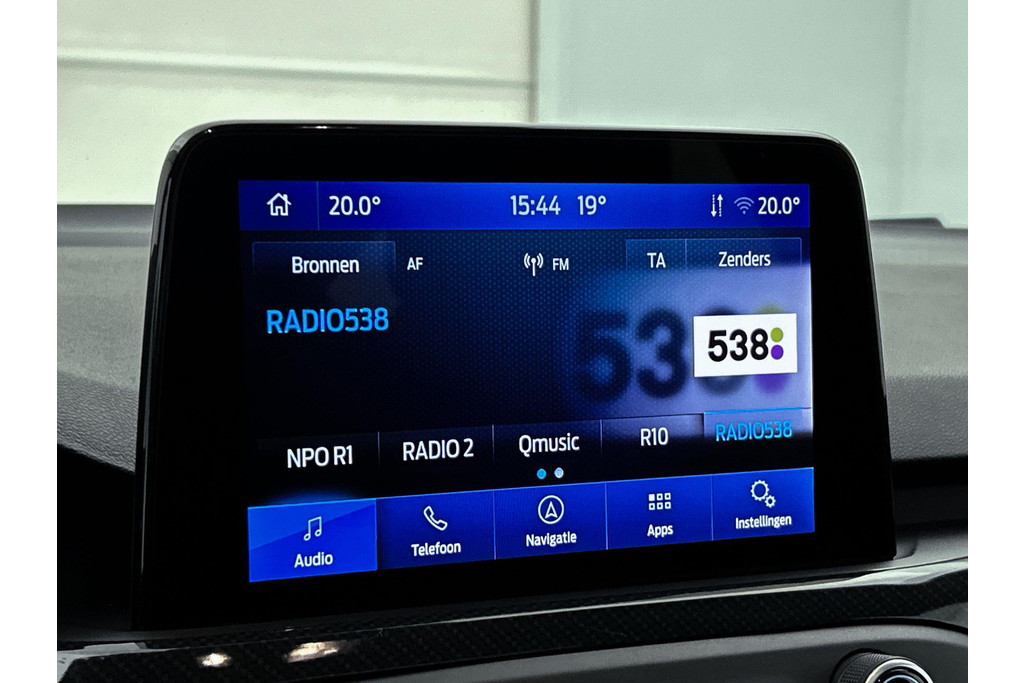 20.0° 15:44 19° 20.0°
Bronnen AF FM TA Zenders
RADIO538
538
538
NPO R1 RADIO 2 Qmusic R10 RADIO538
Audio Telefoon Navigatie Apps Instellingen